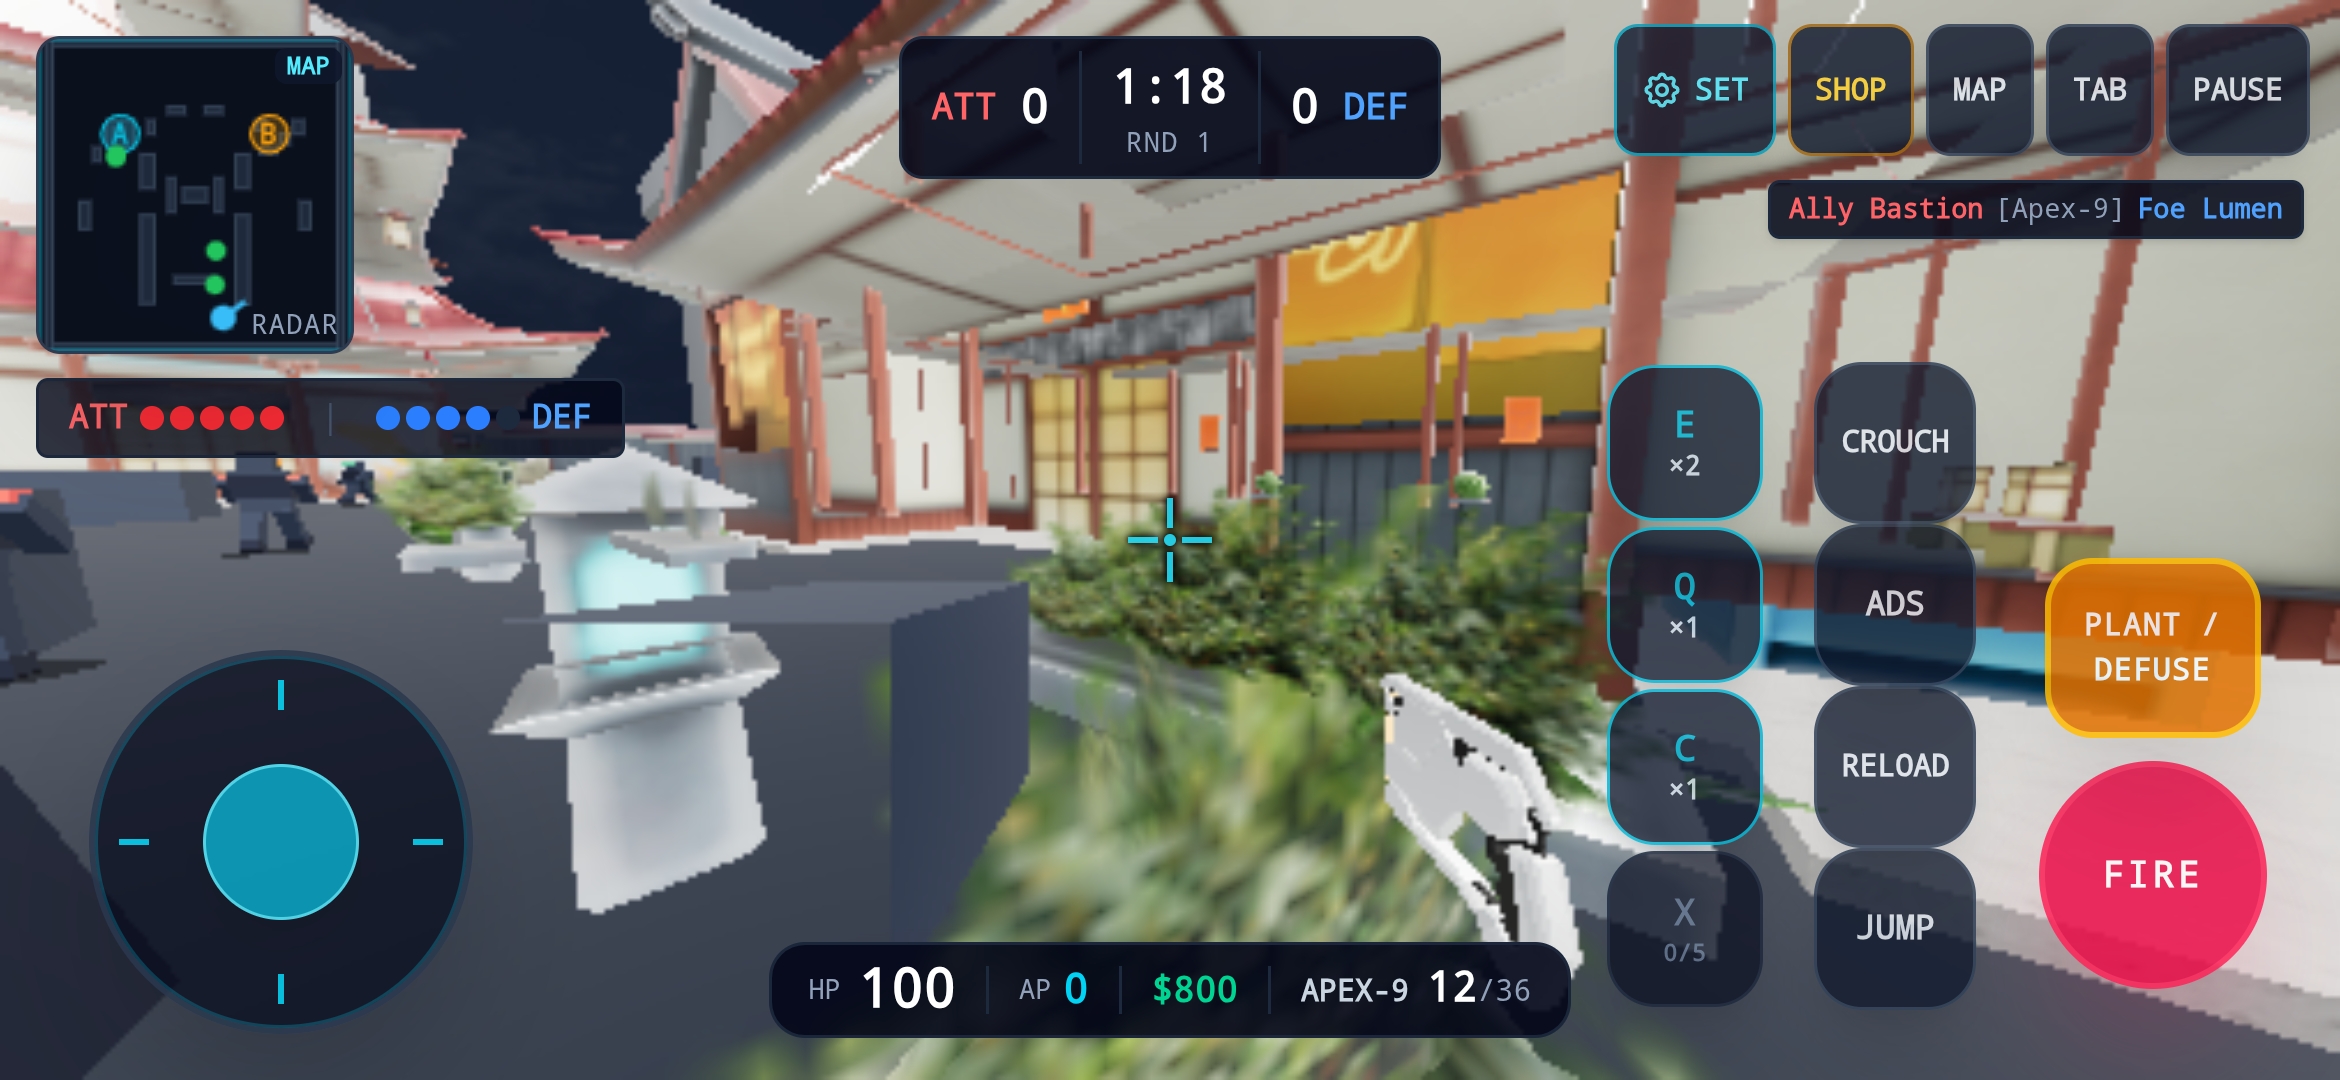 MAP
A
B
RADAR
ATT 0
1:18
RND 1
0 DEF
SET
SHOP
MAP
TAB
PAUSE
Ally Bastion [Apex-9] Foe Lumen
ATT
DEF
E
×2
CROUCH
Q
×1
ADS
PLANT /
DEFUSE
C
×1
RELOAD
FIRE
X
0/5
JUMP
HP 100
AP 0
$800
APEX-9 12/36